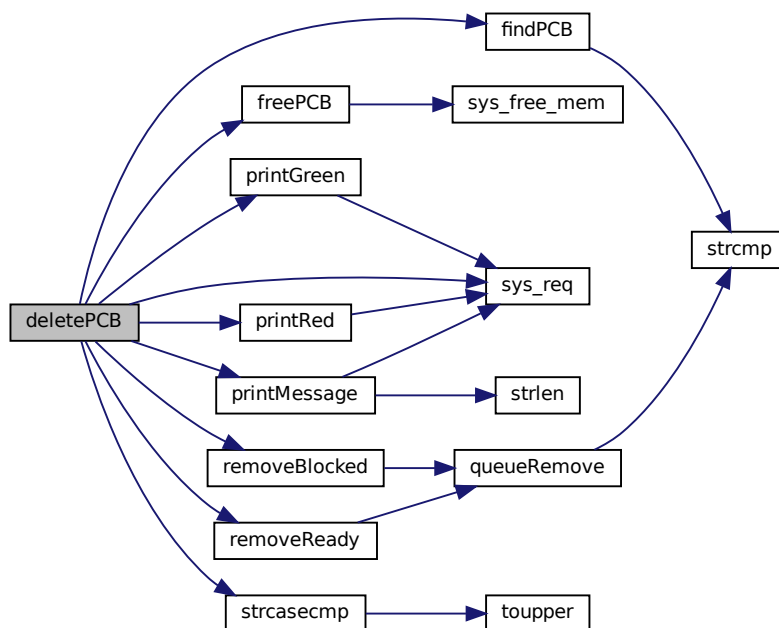 findPCB
freePCB
sys_free_mem
printGreen
strcmp
sys_req
deletePCB
printRed
printMessage
strlen
removeBlocked
queueRemove
removeReady
strcasecmp
toupper